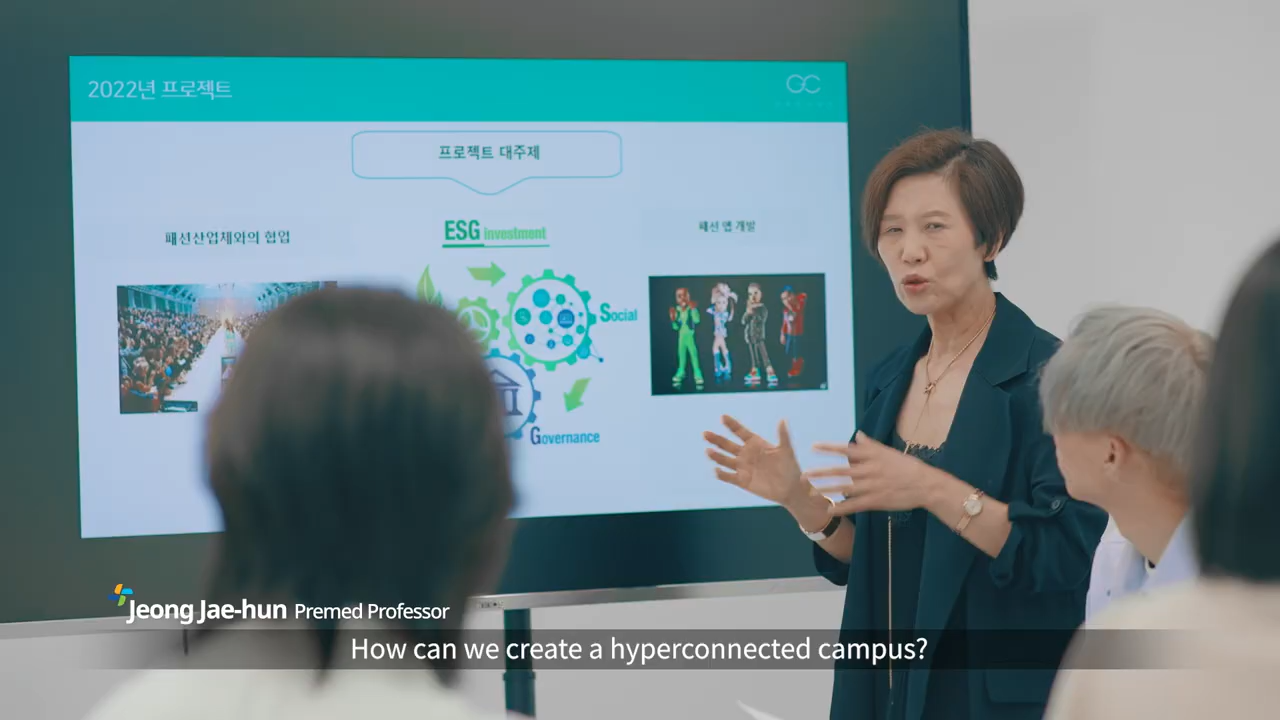 2022년 프로젝트
GC
프로젝트 대주제
패션산업체와의 협업
ESG investment
패션 앱 개발
Social
Governance
Jeong Jae-hun Premed Professor
How can we create a hyperconnected campus?